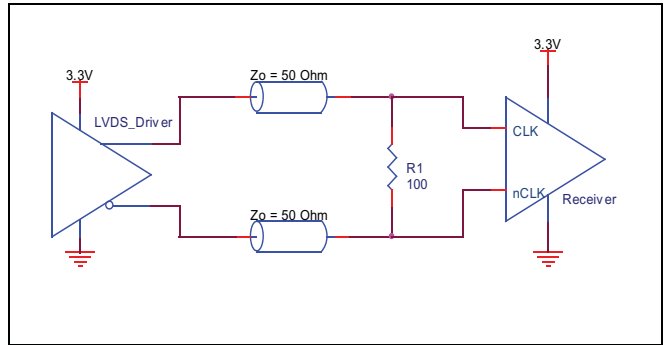 3.3V
3.3V
Zo = 50 Ohm
LVDS_Driver
CLK
R1
100
nCLK
Receiver
Zo = 50 Ohm